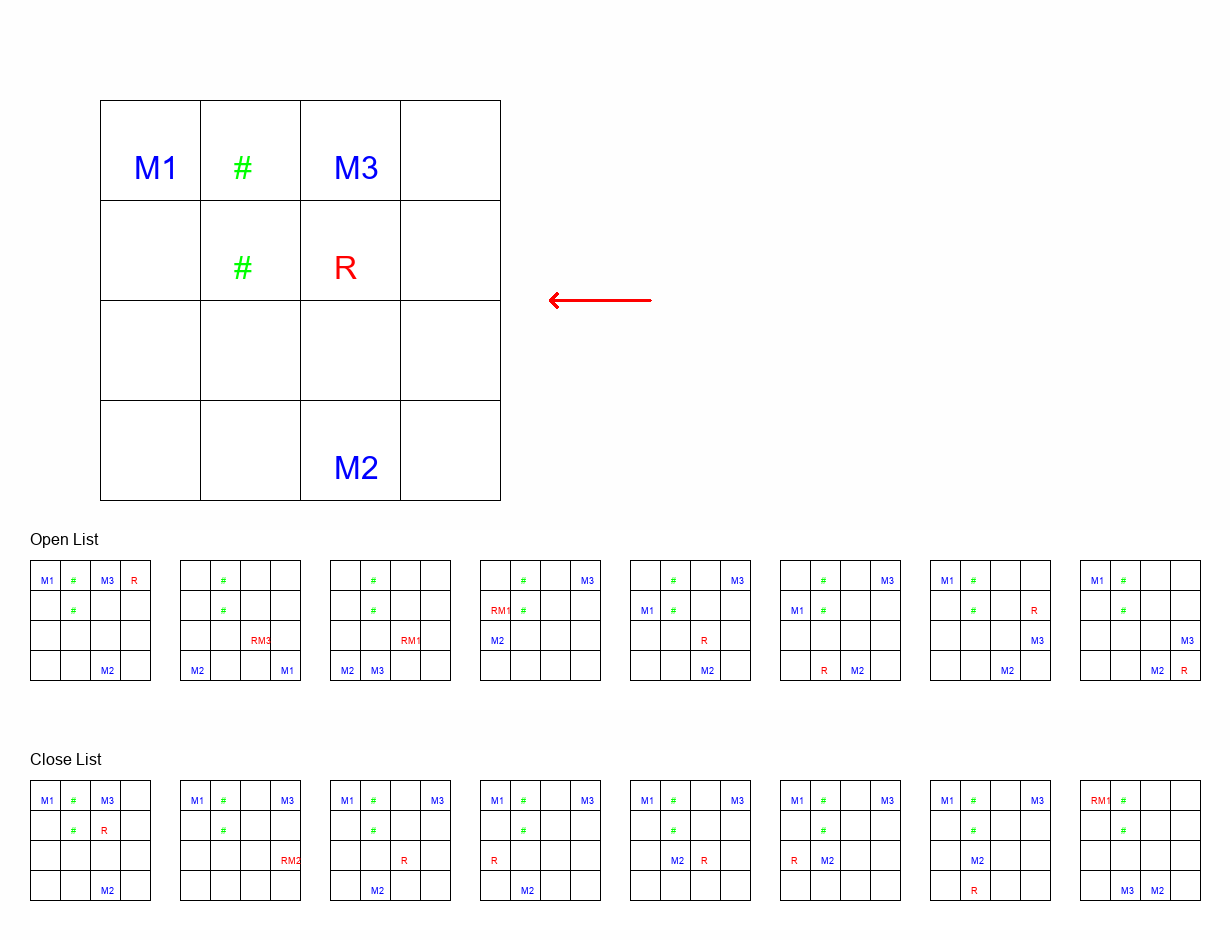 M1 # M3
# R
M2
Open List
M1 # M3 R # # M3 # M3 # M3 M1 # M1 #
# # # RM1 # M1 # M1 # # R #
RM3 RM1 M2 R M3 M3
M2 M2 M1 M2 M3 M2 R M2 M2 M2 R
Close List
M1 # M3 M1 # M3 M1 # M3 M1 # M3 M1 # M3 M1 # M3 M1 # M3 RM1 #
# R # # # # # # #
RM2 R R M2 R R M2 M2
M2 M2 M2 R M3 M2